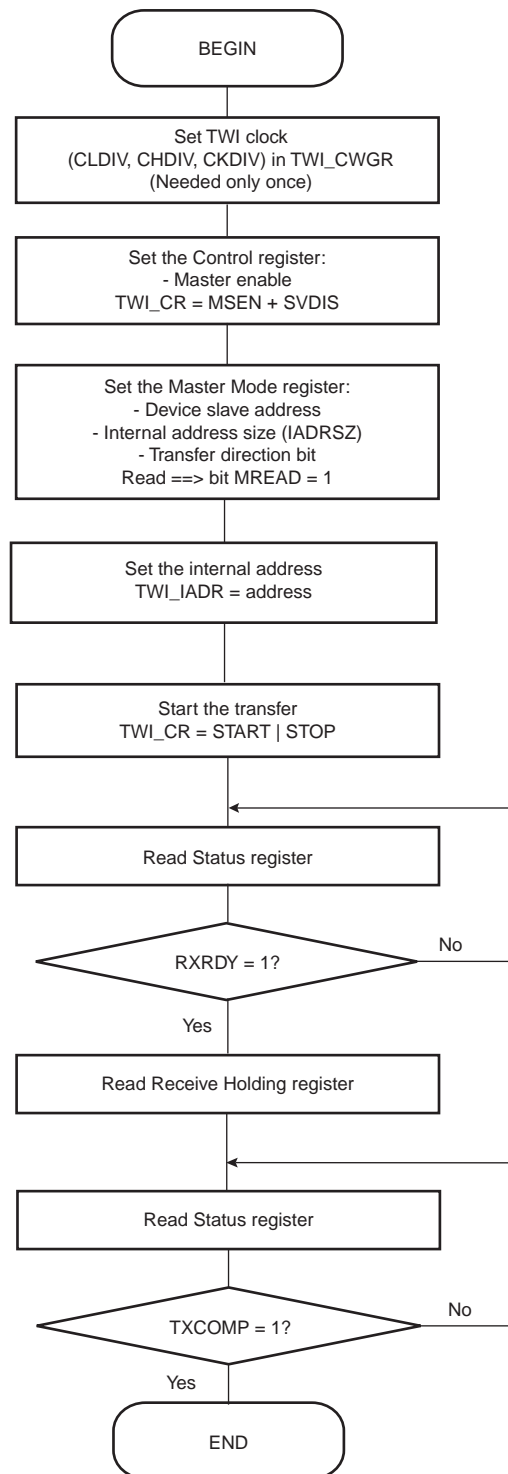 BEGIN
Set TWI clock
(CLDIV, CHDIV, CKDIV) in TWI_CWGR
(Needed only once)
Set the Control register:
- Master enable
TWI_CR = MSEN + SVDIS
Set the Master Mode register:
- Device slave address
- Internal address size (IADRSZ)
- Transfer direction bit
Read ==> bit MREAD = 1
Set the internal address
TWI_IADR = address
Start the transfer
TWI_CR = START | STOP
Read Status register
RXRDY = 1?
No
Yes
Read Receive Holding register
Read Status register
TXCOMP = 1?
No
Yes
END